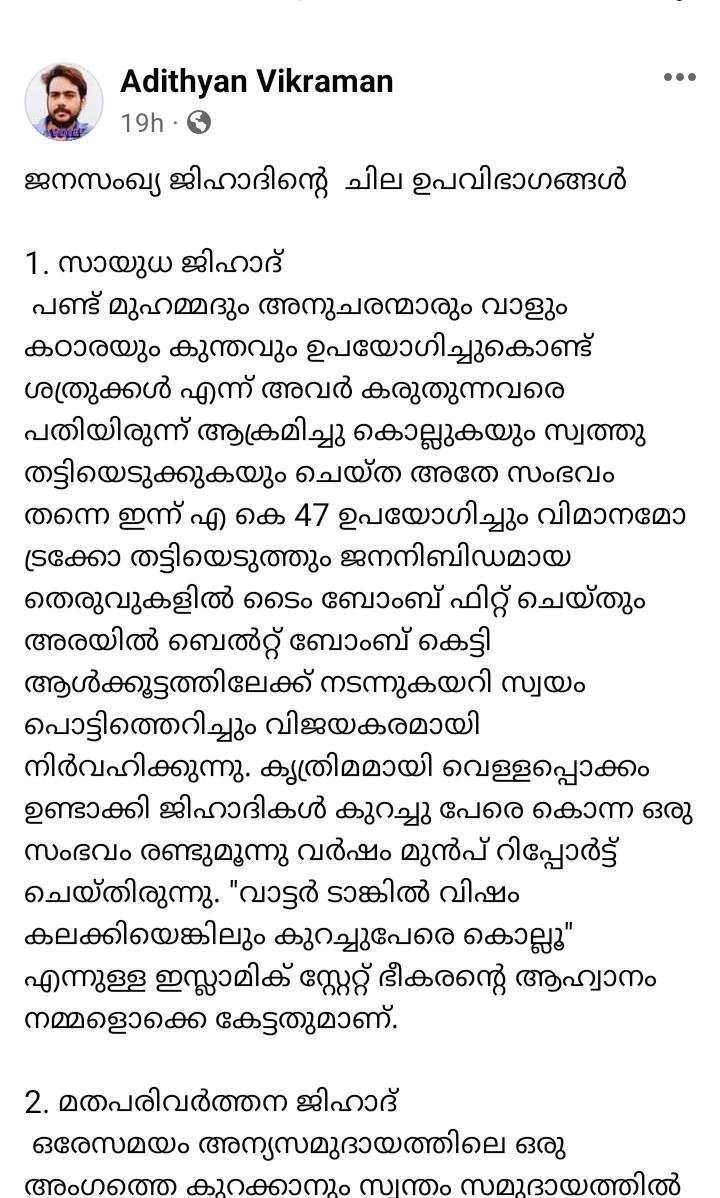 Adithyan Vikraman
19h ·
ജനസംഖ്യ ജിഹാദിന്റെ ചില ഉപവിഭാഗങ്ങൾ
1. സായുധ ജിഹാദ്
പണ്ട് മുഹമ്മദും അനുചരന്മാരും വാളും
കഠാരയും കുന്തവും ഉപയോഗിച്ചുകൊണ്ട്
ശത്രുക്കൾ എന്ന് അവർ കരുതുന്നവരെ
പതിയിരുന്ന് ആക്രമിച്ചു കൊല്ലുകയും സ്വത്തു
തട്ടിയെടുക്കുകയും ചെയ്ത അതേ സംഭവം
തന്നെ ഇന്ന് എ കെ 47 ഉപയോഗിച്ചും വിമാനമോ
ട്രക്കോ തട്ടിയെടുത്തും ജനനിബിഡമായ
തെരുവുകളിൽ ടൈം ബോംബ് ഫിറ്റ് ചെയ്തും
അരയിൽ ബെൽറ്റ് ബോംബ് കെട്ടി
ആൾക്കൂട്ടത്തിലേക്ക് നടന്നുകയറി സ്വയം
പൊട്ടിത്തെറിച്ചും വിജയകരമായി
നിർവഹിക്കുന്നു. കൃത്രിമമായി വെള്ളപ്പൊക്കം
ഉണ്ടാക്കി ജിഹാദികൾ കുറച്ചു പേരെ കൊന്ന ഒരു
സംഭവം രണ്ടുമൂന്നു വർഷം മുൻപ് റിപ്പോർട്ട്
ചെയ്തിരുന്നു. "വാട്ടർ ടാങ്കിൽ വിഷം
കലക്കിയെങ്കിലും കുറച്ചുപേരെ കൊല്ലൂ"
എന്നുള്ള ഇസ്ലാമിക് സ്റ്റേറ്റ് ഭീകരന്റെ ആഹ്വാനം
നമ്മളൊക്കെ കേട്ടതുമാണ്.
2. മതപരിവർത്തന ജിഹാദ്
ഒരേസമയം അന്യസമുദായത്തിലെ ഒരു
അംഗത്തെ കുറക്കാനും സ്വന്തം സമുദായത്തിൽ